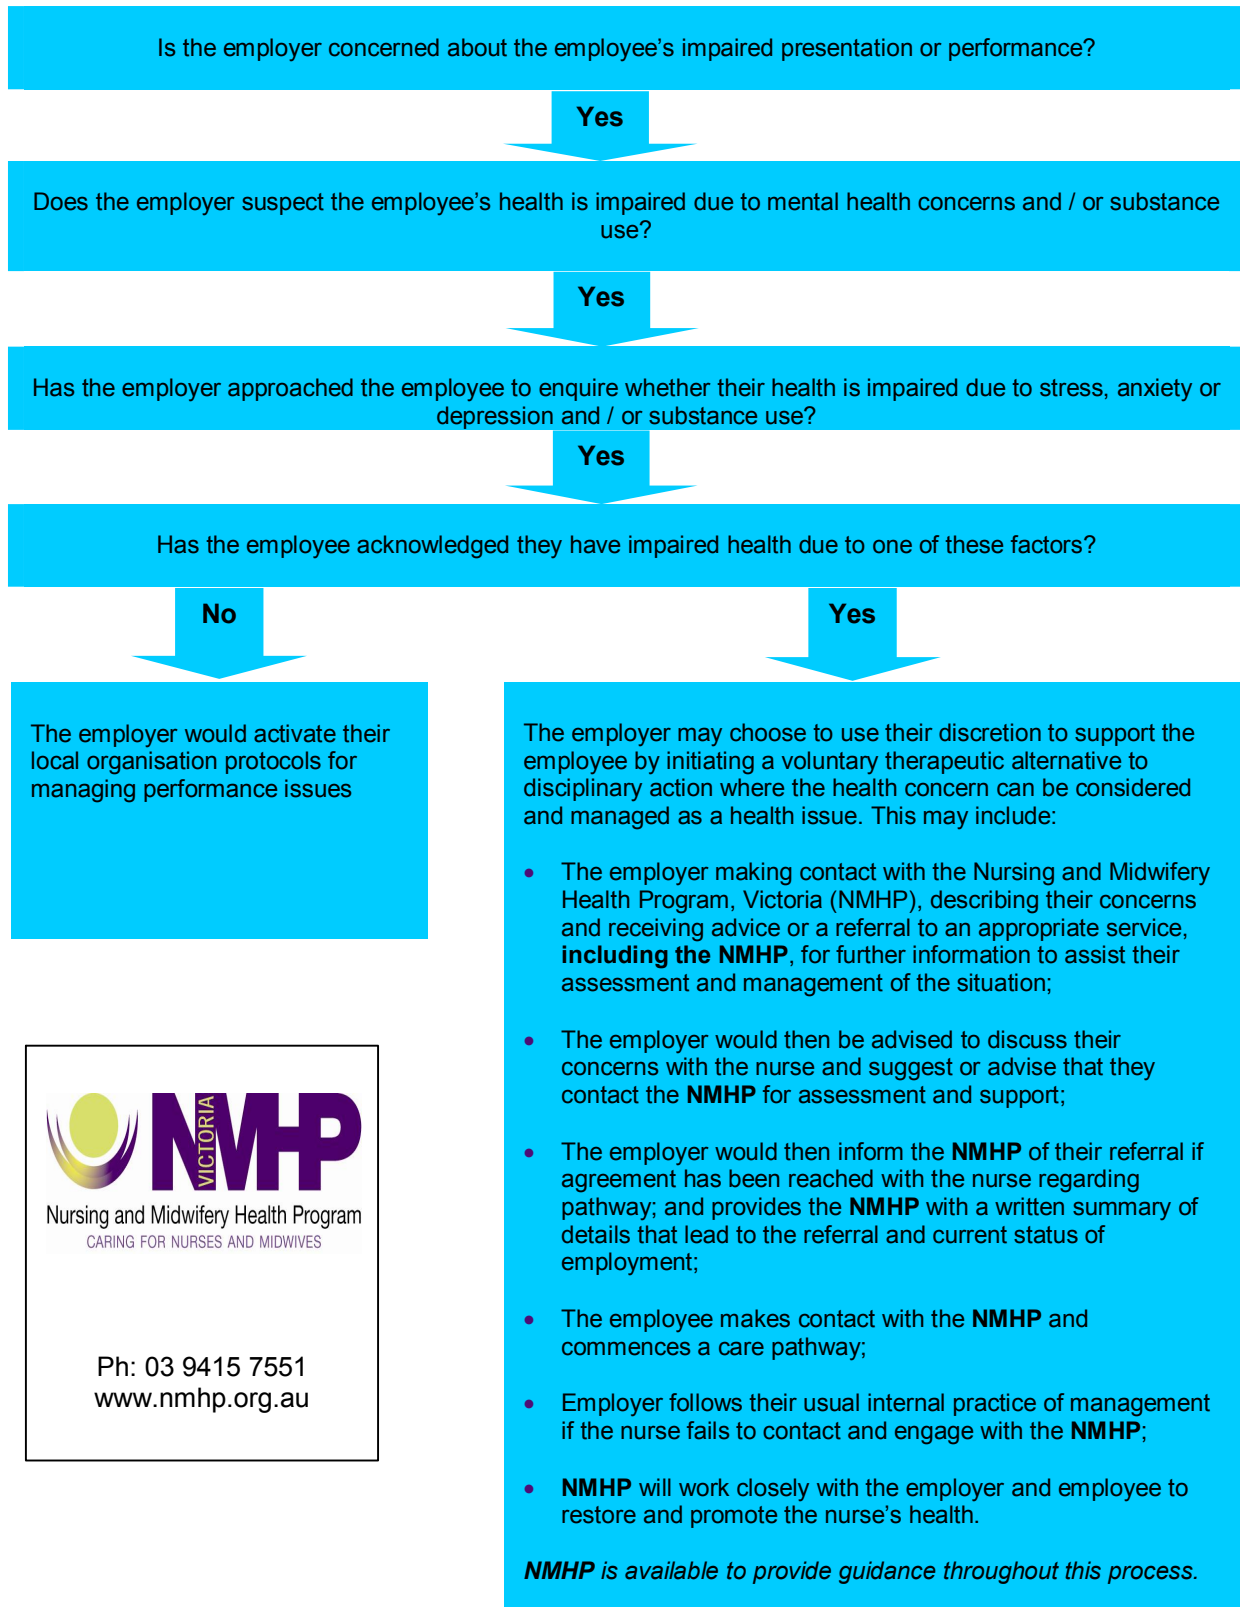 Is the employer concerned about the employee’s impaired presentation or performance?
Yes
Does the employer suspect the employee’s health is impaired due to mental health concerns and / or substance
use?
Yes
Has the employer approached the employee to enquire whether their health is impaired due to stress, anxiety or
depression and / or substance use?
Yes
Has the employee acknowledged they have impaired health due to one of these factors?
No
Yes
The employer would activate their
local organisation protocols for
managing performance issues
The employer may choose to use their discretion to support the
employee by initiating a voluntary therapeutic alternative to
disciplinary action where the health concern can be considered
and managed as a health issue. This may include:
• The employer making contact with the Nursing and Midwifery
Health Program, Victoria (NMHP), describing their concerns
and receiving advice or a referral to an appropriate service,
including the NMHP, for further information to assist their
assessment and management of the situation;
• The employer would then be advised to discuss their
concerns with the nurse and suggest or advise that they
contact the NMHP for assessment and support;
• The employer would then inform the NMHP of their referral if
agreement has been reached with the nurse regarding
pathway; and provides the NMHP with a written summary of
details that lead to the referral and current status of
employment;
• The employee makes contact with the NMHP and
commences a care pathway;
• Employer follows their usual internal practice of management
if the nurse fails to contact and engage with the NMHP;
• NMHP will work closely with the employer and employee to
restore and promote the nurse’s health.
NMHP is available to provide guidance throughout this process.
NMHP
VICTORIA
Nursing and Midwifery Health Program
CARING FOR NURSES AND MIDWIVES
Ph: 03 9415 7551
www.nmhp.org.au